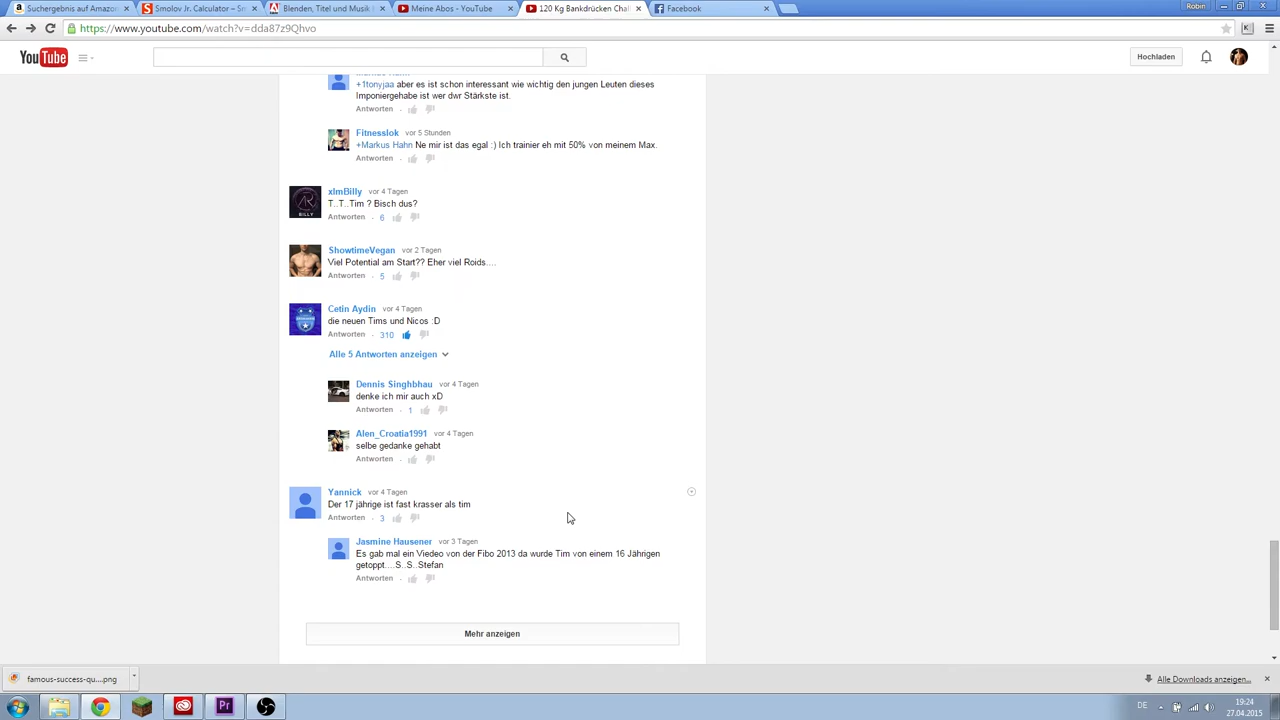 Suchergebnis auf Amazon
Smolov Jr. Calculator – Sm
Blenden, Titel und Musik
Meine Abos - YouTube
120 Kg Bankdrücken Chal
Facebook
Robin
https://www.youtube.com/watch?v=dda87z9Qhvo
YouTube
Hochladen
+1tonyjaa aber es ist schon interessant wie wichtig den jungen Leuten dieses
Imponiergehabe ist wer dwr Stärkste ist.
Antworten
Fitnesslok vor 5 Stunden
+Markus Hahn Ne mir ist das egal :) Ich trainier eh mit 50% von meinem Max.
Antworten
xImBilly vor 4 Tagen
T..T..Tim ? Bisch dus?
Antworten · 6
BILLY
ShowtimeVegan vor 2 Tagen
Viel Potential am Start?? Eher viel Roids....
Antworten · 5
Cetin Aydin vor 4 Tagen
die neuen Tims und Nicos :D
Antworten · 310
Alle 5 Antworten anzeigen
Dennis Singhbhau vor 4 Tagen
denke ich mir auch xD
Antworten · 1
Alen_Croatia1991 vor 4 Tagen
selbe gedanke gehabt
Antworten
Yannick vor 4 Tagen
Der 17 jährige ist fast krasser als tim
Antworten · 3
Jasmine Hausener vor 3 Tagen
Es gab mal ein Viedeo von der Fibo 2013 da wurde Tim von einem 16 Jährigen
getoppt....S..S..Stefan
Antworten
Mehr anzeigen
famous-success-qu....png
Alle Downloads anzeigen...
Pr
DE
19:24
27.04.2015